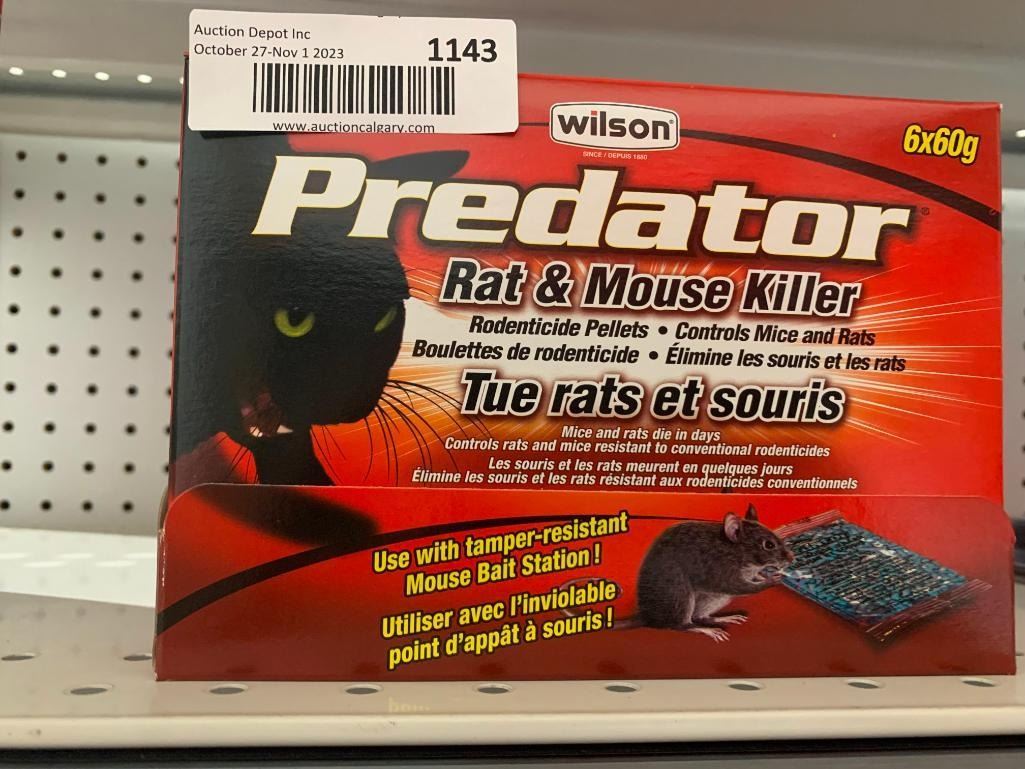 Auction Depot Inc
October 27-Nov 1 2023
1143
www.auctioncalgary.com
wilson®
SINCE / DEPUIS 1880
6x60g
Predator®
Rat & Mouse Killer
Rodenticide Pellets • Controls Mice and Rats
Boulettes de rodenticide • Élimine les souris et les rats
Tue rats et souris
Mice and rats die in days
Controls rats and mice resistant to conventional rodenticides
Les souris et les rats meurent en quelques jours
Élimine les souris et les rats résistant aux rodenticides conventionnels
Use with tamper-resistant
Mouse Bait Station !
Utiliser avec l'inviolable
point d'appât à souris !